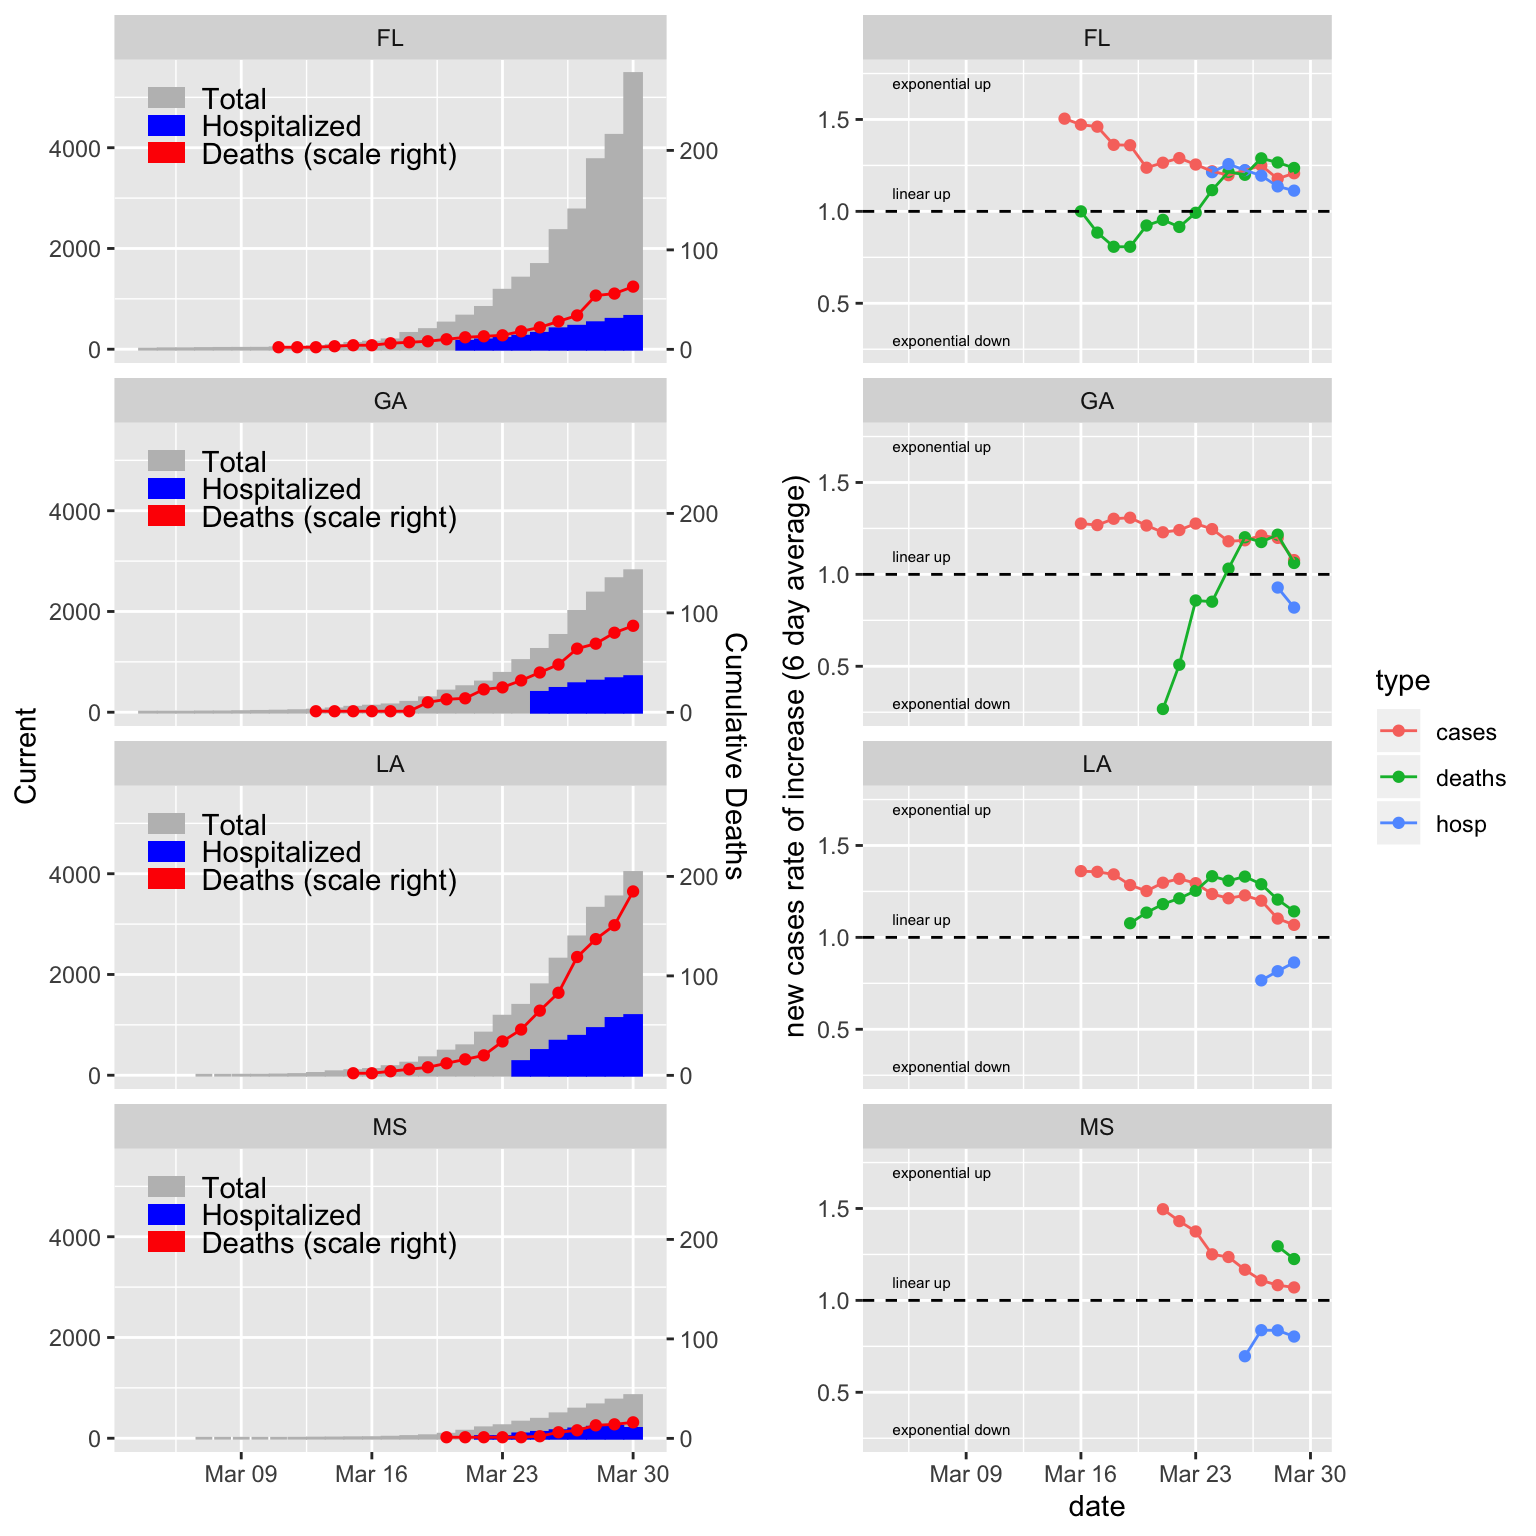 FL
Total
Hospitalized
Deaths (scale right)
4000
2000
0
200
100
0
GA
Total
Hospitalized
Deaths (scale right)
4000
2000
0
200
100
0
LA
Total
Hospitalized
Deaths (scale right)
4000
2000
0
200
100
0
MS
Total
Hospitalized
Deaths (scale right)
4000
2000
0
200
100
0
Mar 09 Mar 16 Mar 23 Mar 30
Current
Cumulative Deaths
FL
exponential up
linear up
exponential down
1.5
1.0
0.5
GA
exponential up
linear up
exponential down
1.5
1.0
0.5
LA
exponential up
linear up
exponential down
1.5
1.0
0.5
MS
exponential up
linear up
exponential down
1.5
1.0
0.5
Mar 09 Mar 16 Mar 23 Mar 30
date
new cases rate of increase (6 day average)
type
cases
deaths
hosp